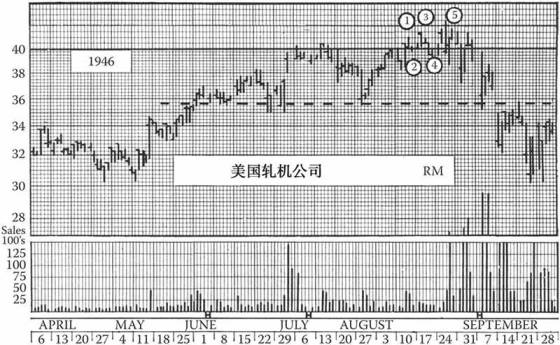 ① ③ ⑤
40
1946
② ④
38
36
34
美国轧机公司 RM
32
30
28
Sales
100's
125
100
75
50
25
H H H
APRIL MAY JUNE JULY AUGUST SEPTEMBER
6 13 20 27 4 11 18 25 1 8 15 22 29 6 13 20 27 3 10 17 24 31 7 14 21 28